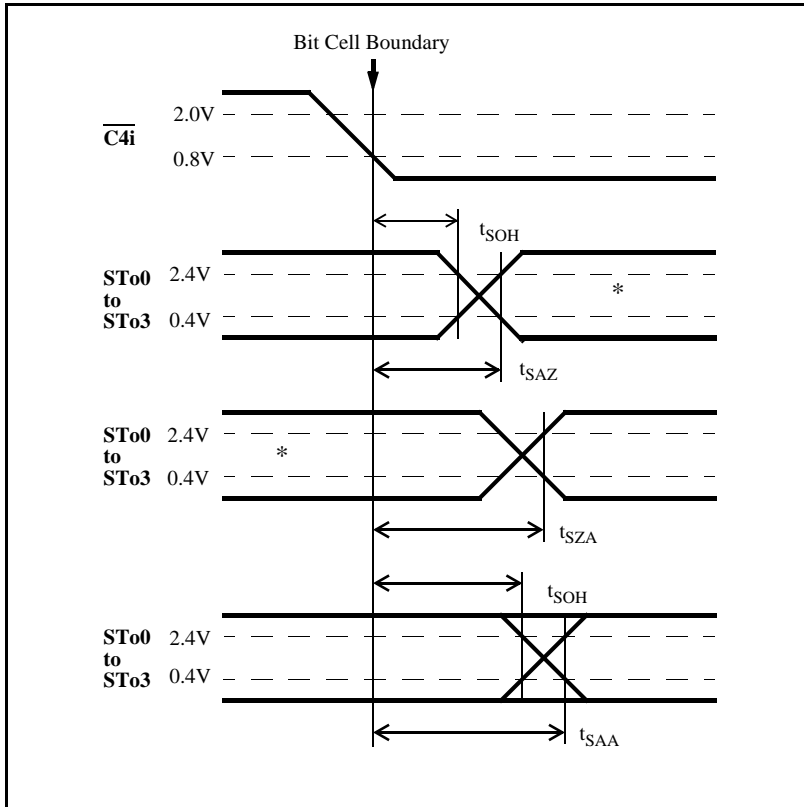 Bit Cell Boundary
C4i
2.0V
0.8V
tSOH
STo0
to
STo3
2.4V
0.4V
*
tSAZ
STo0
to
STo3
2.4V
0.4V
*
tSZA
tSOH
STo0
to
STo3
2.4V
0.4V
tSAA